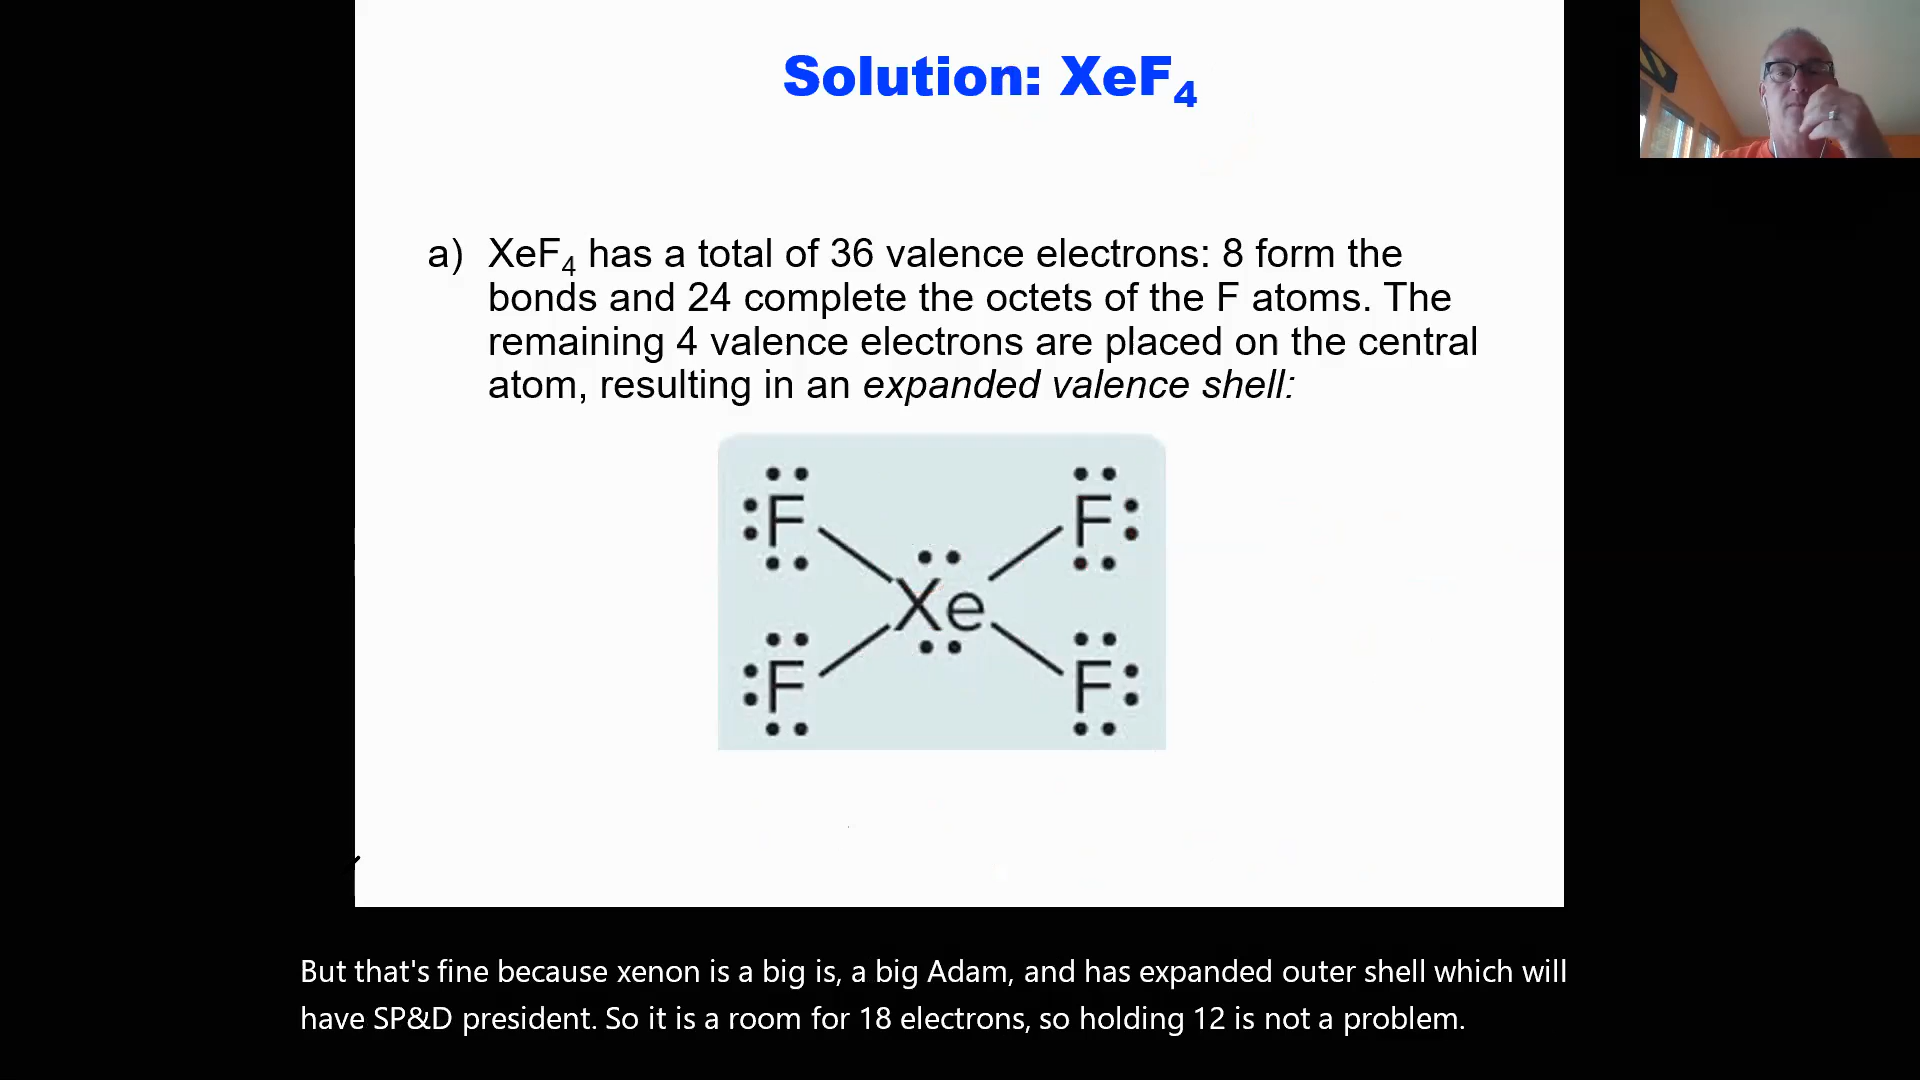 Solution: XeF₄
a) XeF₄ has a total of 36 valence electrons: 8 form the
bonds and 24 complete the octets of the F atoms. The
remaining 4 valence electrons are placed on the central
atom, resulting in an expanded valence shell:
F F
Xe
F F
But that's fine because xenon is a big is, a big Adam, and has expanded outer shell which will
have SP&D president. So it is a room for 18 electrons, so holding 12 is not a problem.